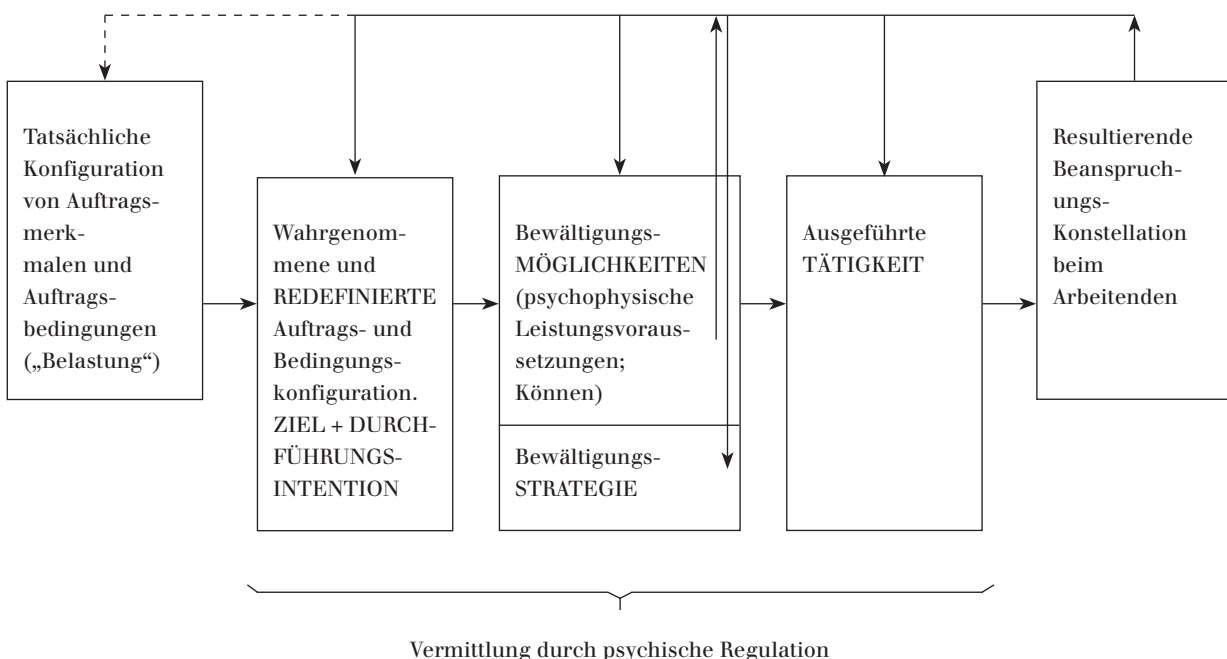 Tatsächliche
Konfiguration
von Auftrags-
merk-
malen und
Auftrags-
bedingungen
(„Belastung“)
Wahrgenom-
mene und
REDEFINIERTE
Auftrags- und
Bedingungs-
konfiguration.
ZIEL + DURCH-
FÜHRUNGS-
INTENTION
Bewältigungs-
MÖGLICHKEITEN
(psychophysische
Leistungsvoraus-
setzungen;
Können)
Bewältigungs-
STRATEGIE
Ausgeführte
TÄTIGKEIT
Resultierende
Beanspruch-
ungs-
Konstellation
beim
Arbeitenden
Vermittlung durch psychische Regulation